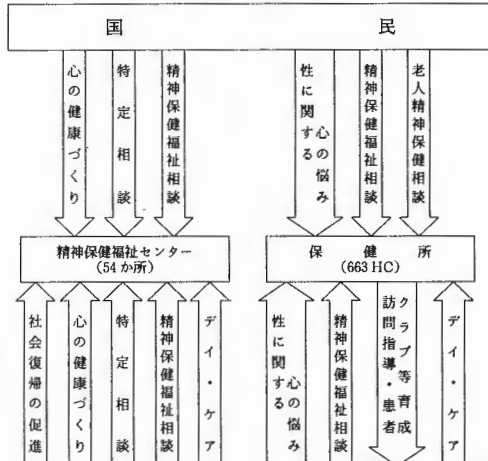 国民
心の健康づくり
特定相談
精神保健福祉相談
性に関する
心の悩み
精神保健福祉相談
老人精神保健相談
精神保健福祉センター
(54か所)
保健所
(663 HC)
社会復帰の促進
心の健康づくり
特定相談
精神保健福祉相談
デイ・ケア
性に関する
心の悩み
精神保健福祉相談
クラブ等育成
訪問指導・患者
デイ・ケア